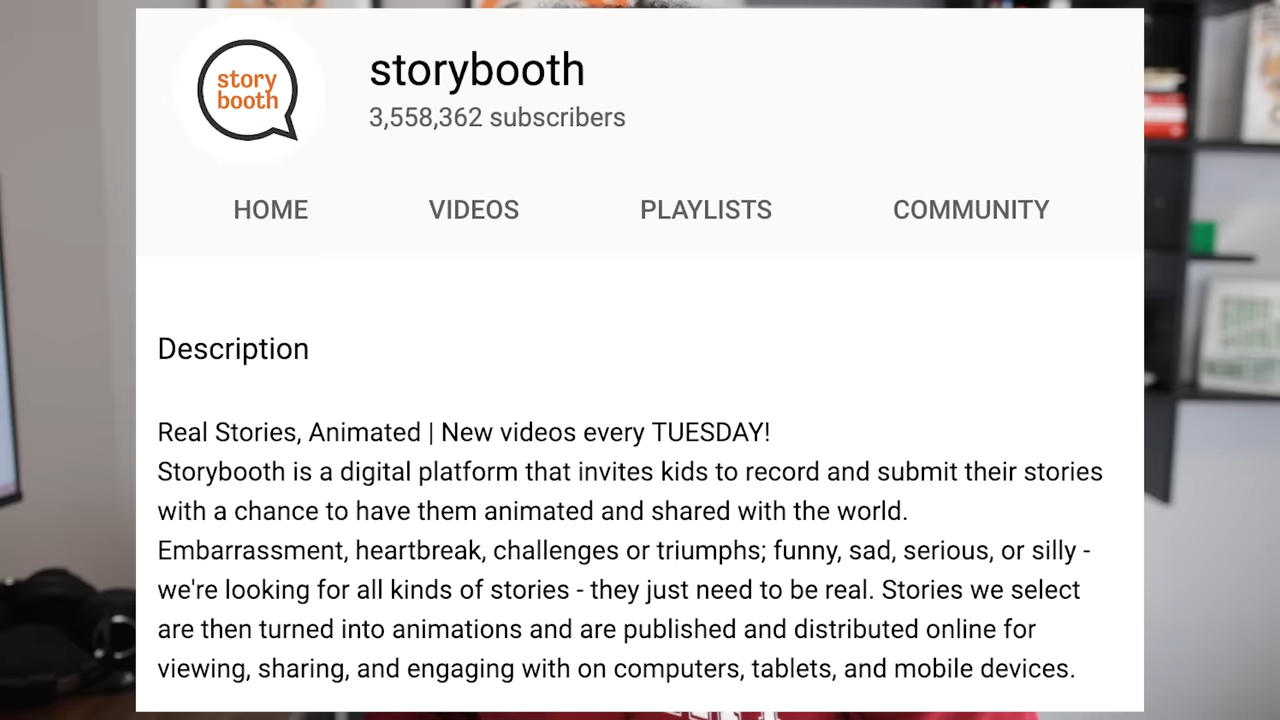 story
booth
storybooth
3,558,362 subscribers
HOME VIDEOS PLAYLISTS COMMUNITY
Description
Real Stories, Animated | New videos every TUESDAY!
Storybooth is a digital platform that invites kids to record and submit their stories
with a chance to have them animated and shared with the world.
Embarrassment, heartbreak, challenges or triumphs; funny, sad, serious, or silly -
we're looking for all kinds of stories - they just need to be real. Stories we select
are then turned into animations and are published and distributed online for
viewing, sharing, and engaging with on computers, tablets, and mobile devices.